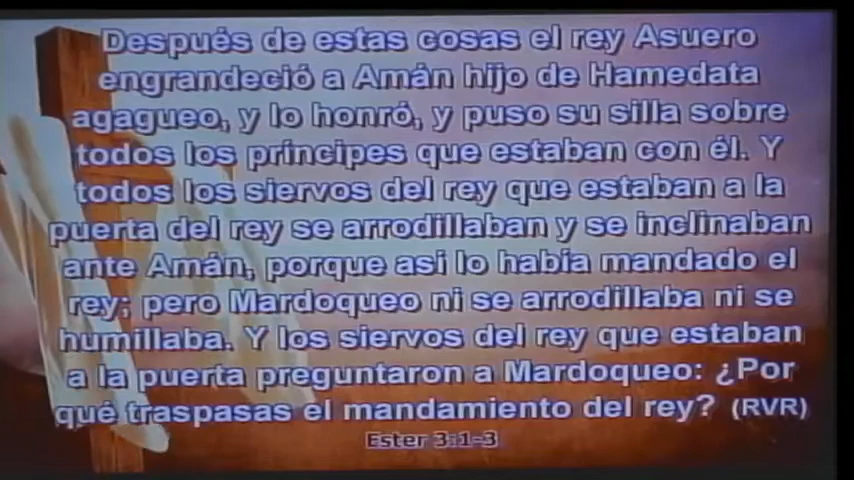 Después de estas cosas el rey Asuero
engrandeció a Amán hijo de Hamedata
agagueo, y lo honró, y puso su silla sobre
todos los príncipes que estaban con él. Y
todos los siervos del rey que estaban a la
puerta del rey se arrodillaban y se inclinaban
ante Amán, porque así lo había mandado el
rey; pero Mardoqueo ni se arrodillaba ni se
humillaba. Y los siervos del rey que estaban
a la puerta preguntaron a Mardoqueo: ¿Por
qué traspasas el mandamiento del rey? (RVR)
Ester 3:1-3